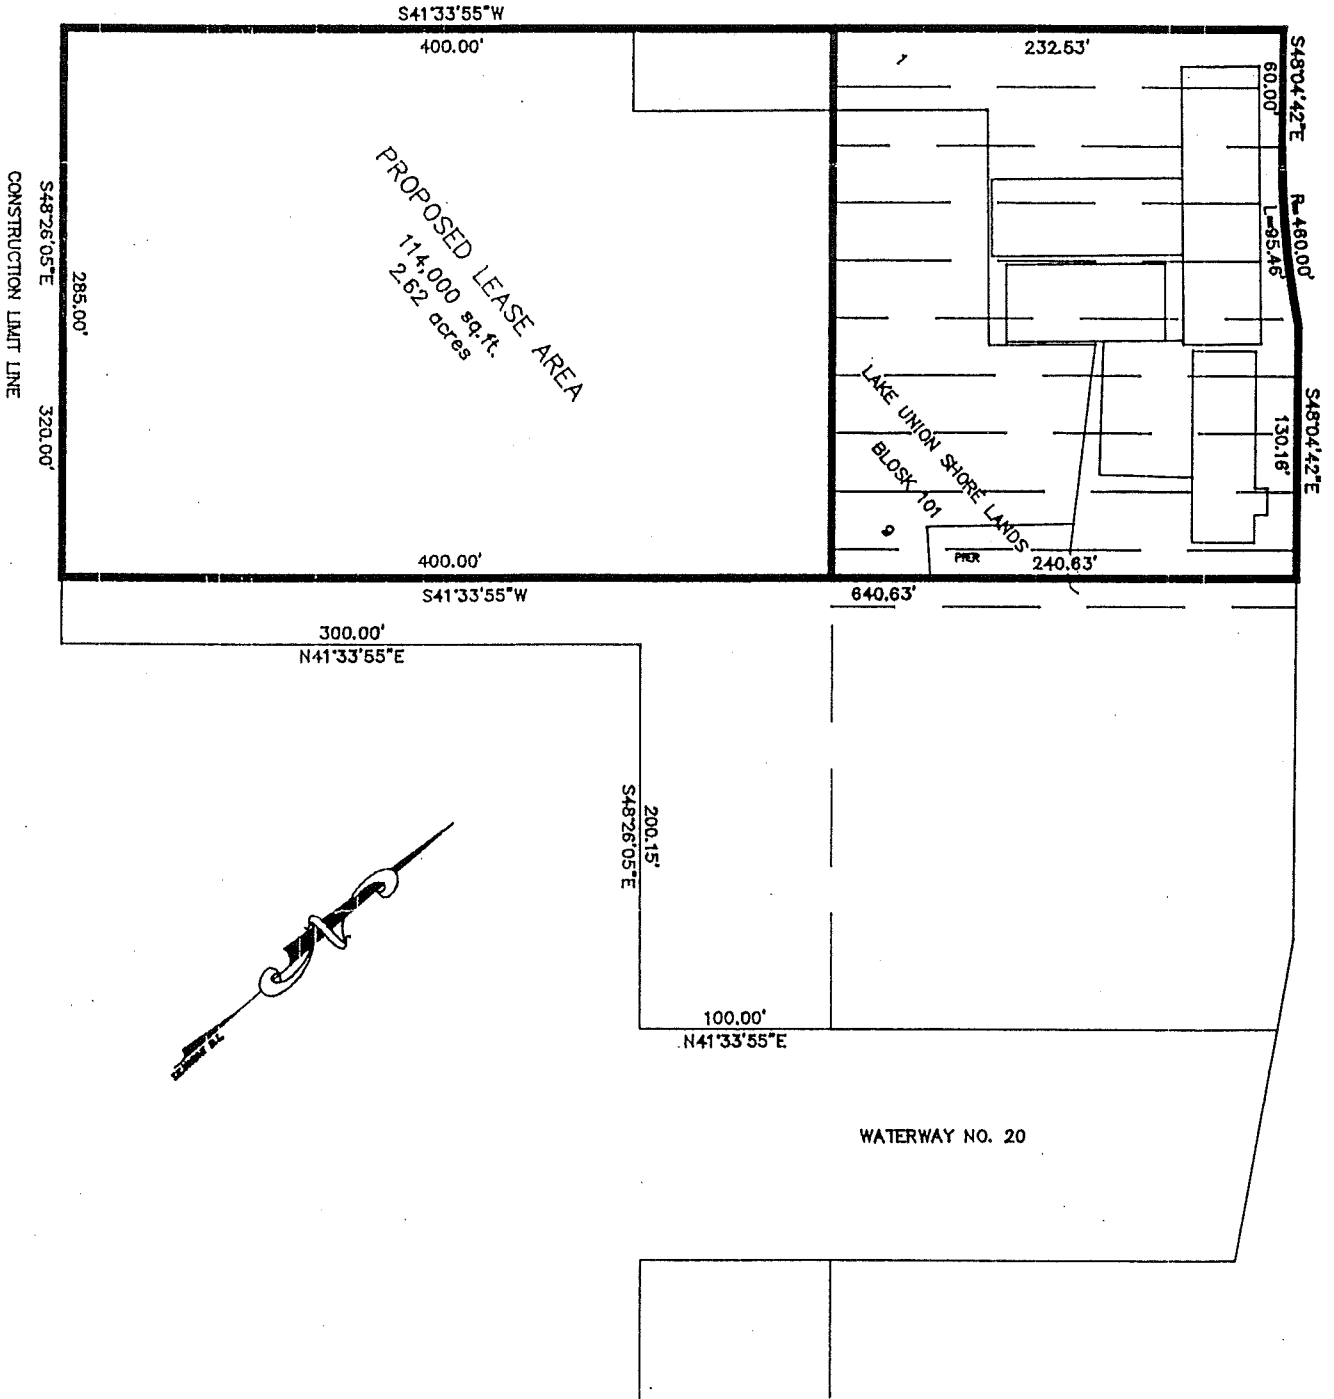 S41°33'55"W
400.00'
232.63'
S48°04'42"E
60.00'
R=460.00'
L=95.46'
S48°04'42"E
130.16'
1
PROPOSED LEASE AREA
114,000 sq.ft.
2.62 acres
S48°26'05"E
285.00'
320.00'
CONSTRUCTION LIMIT LINE
LAKE UNION SHORE LANDS
BLOSK 101
9
PIER
240.63'
400.00'
S41°33'55"W
640.63'
300.00'
N41°33'55"E
200.15'
S48°26'05"E
100.00'
N41°33'55"E
WATERWAY NO. 20